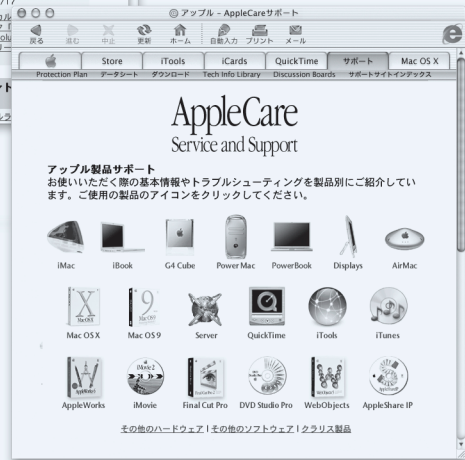 アップル - AppleCareサポート
戻る 進む 中止 更新 ホーム 自動入力 プリント メール
Store iTools iCards QuickTime サポート Mac OS X
Protection Plan データシート ダウンロード Tech Info Library Discussion Boards サポートサイトインデックス
AppleCare
Service and Support
アップル製品サポート
お使いいただく際の基本情報やトラブルシューティングを製品別にご紹介してい
ます。ご使用の製品のアイコンをクリックしてください。
iMac iBook G4 Cube Power Mac PowerBook Displays AirMac
Mac OS X Mac OS 9 Server QuickTime iTools iTunes
AppleWorks iMovie Final Cut Pro DVD Studio Pro WebObjects AppleShare IP
その他のハードウェア | その他のソフトウェア | クラリス製品